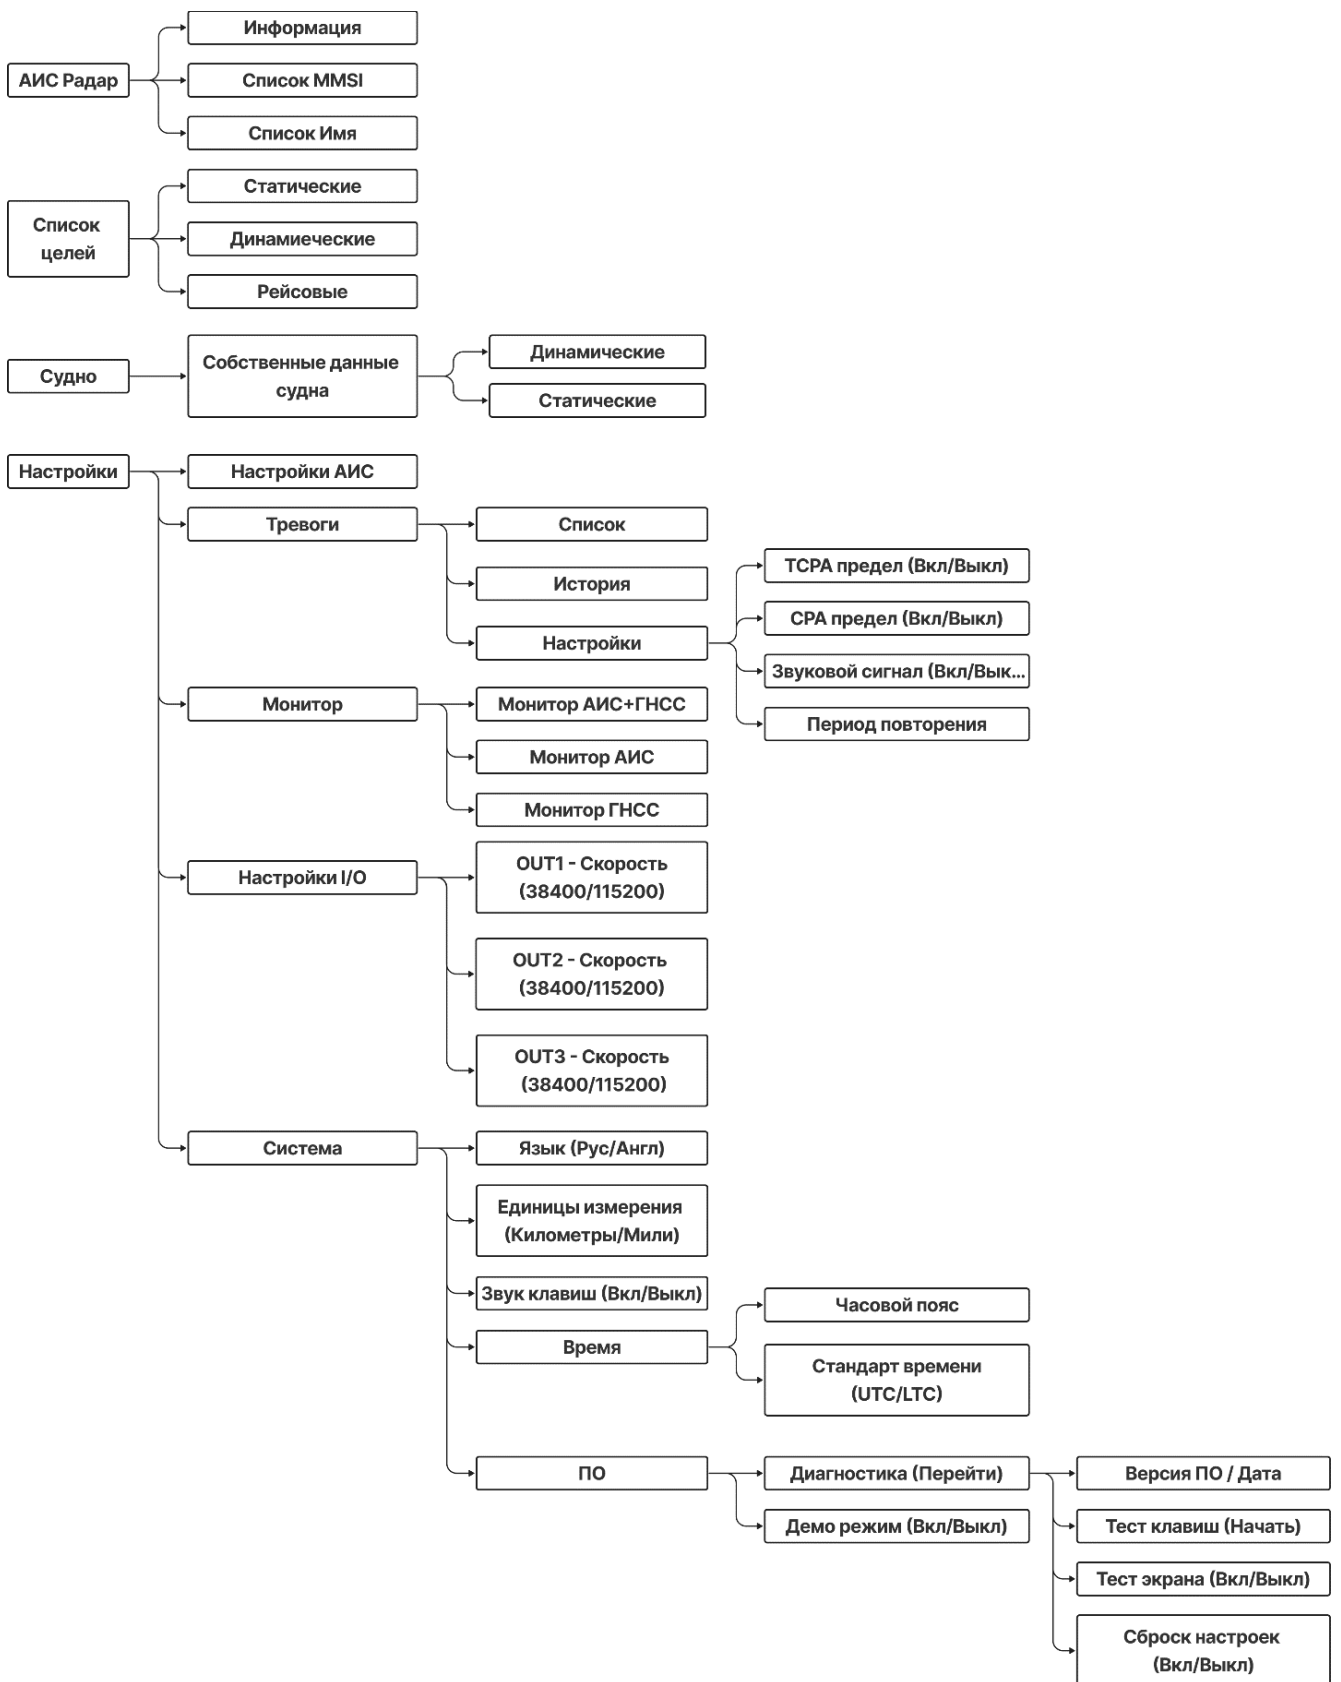 Информация
АИС Радар
Список MMSI
Список Имя
Статические
Список
целей
Динамиеческие
Рейсовые
Судно
Собственные данные
судна
Динамические
Статические
Настройки
Настройки АИС
Тревоги
Список
История
Настройки
TCPA предел (Вкл/Выкл)
CPA предел (Вкл/Выкл)
Звуковой сигнал (Вкл/Вык...
Период повторения
Монитор
Монитор АИС+ГНСС
Монитор АИС
Монитор ГНСС
Настройки I/O
OUT1 - Скорость
(38400/115200)
OUT2 - Скорость
(38400/115200)
OUT3 - Скорость
(38400/115200)
Система
Язык (Рус/Англ)
Единицы измерения
(Километры/Мили)
Звук клавиш (Вкл/Выкл)
Время
Часовой пояс
Стандарт времени
(UTC/LTC)
ПО
Диагностика (Перейти)
Версия ПО / Дата
Демо режим (Вкл/Выкл)
Тест клавиш (Начать)
Тест экрана (Вкл/Выкл)
Сброск настроек
(Вкл/Выкл)